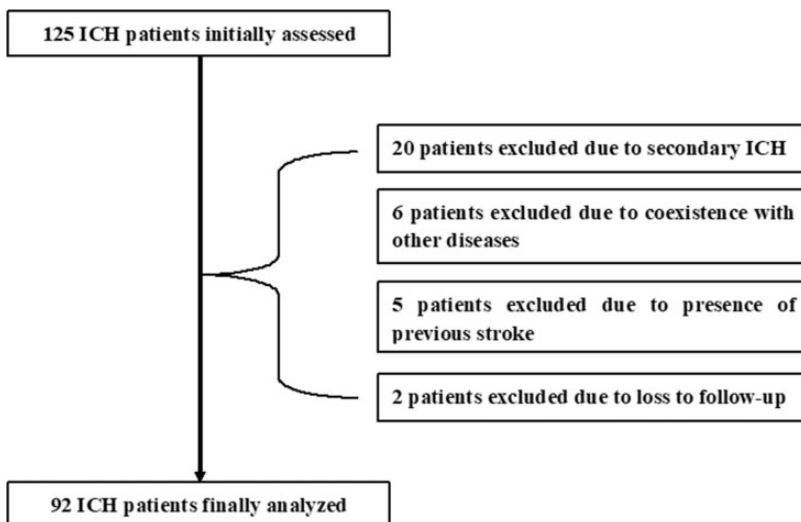 125 ICH patients initially assessed
20 patients excluded due to secondary ICH
6 patients excluded due to coexistence with
other diseases
5 patients excluded due to presence of
previous stroke
2 patients excluded due to loss to follow-up
92 ICH patients finally analyzed